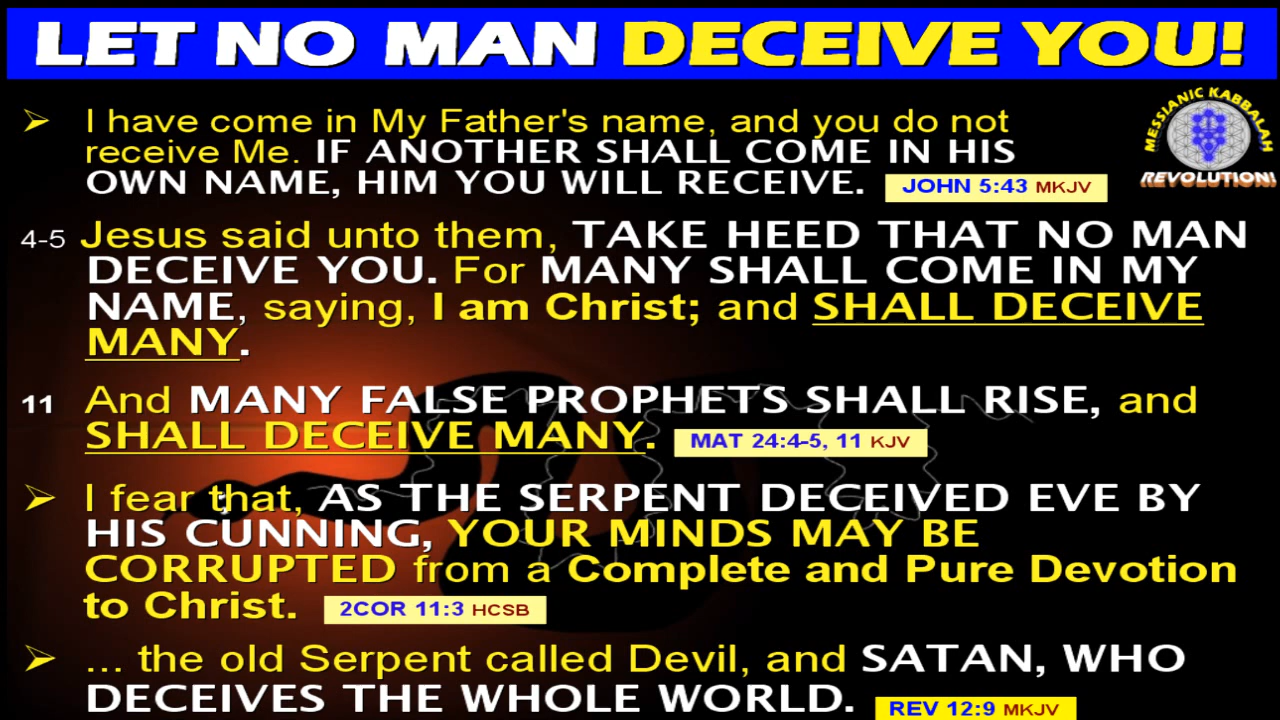 LET NO MAN DECEIVE YOU!
MESSIANIC KABBALAH
REVOLUTION!
➢ I have come in My Father's name, and you do not
receive Me. IF ANOTHER SHALL COME IN HIS
OWN NAME, HIM YOU WILL RECEIVE. JOHN 5:43 MKJV
4-5 Jesus said unto them, TAKE HEED THAT NO MAN
DECEIVE YOU. For MANY SHALL COME IN MY
NAME, saying, I am Christ; and SHALL DECEIVE
MANY.
11 And MANY FALSE PROPHETS SHALL RISE, and
SHALL DECEIVE MANY. MAT 24:4-5, 11 KJV
➢ I fear that, AS THE SERPENT DECEIVED EVE BY
HIS CUNNING, YOUR MINDS MAY BE
CORRUPTED from a Complete and Pure Devotion
to Christ. 2COR 11:3 HCSB
➢ ... the old Serpent called Devil, and SATAN, WHO
DECEIVES THE WHOLE WORLD. REV 12:9 MKJV